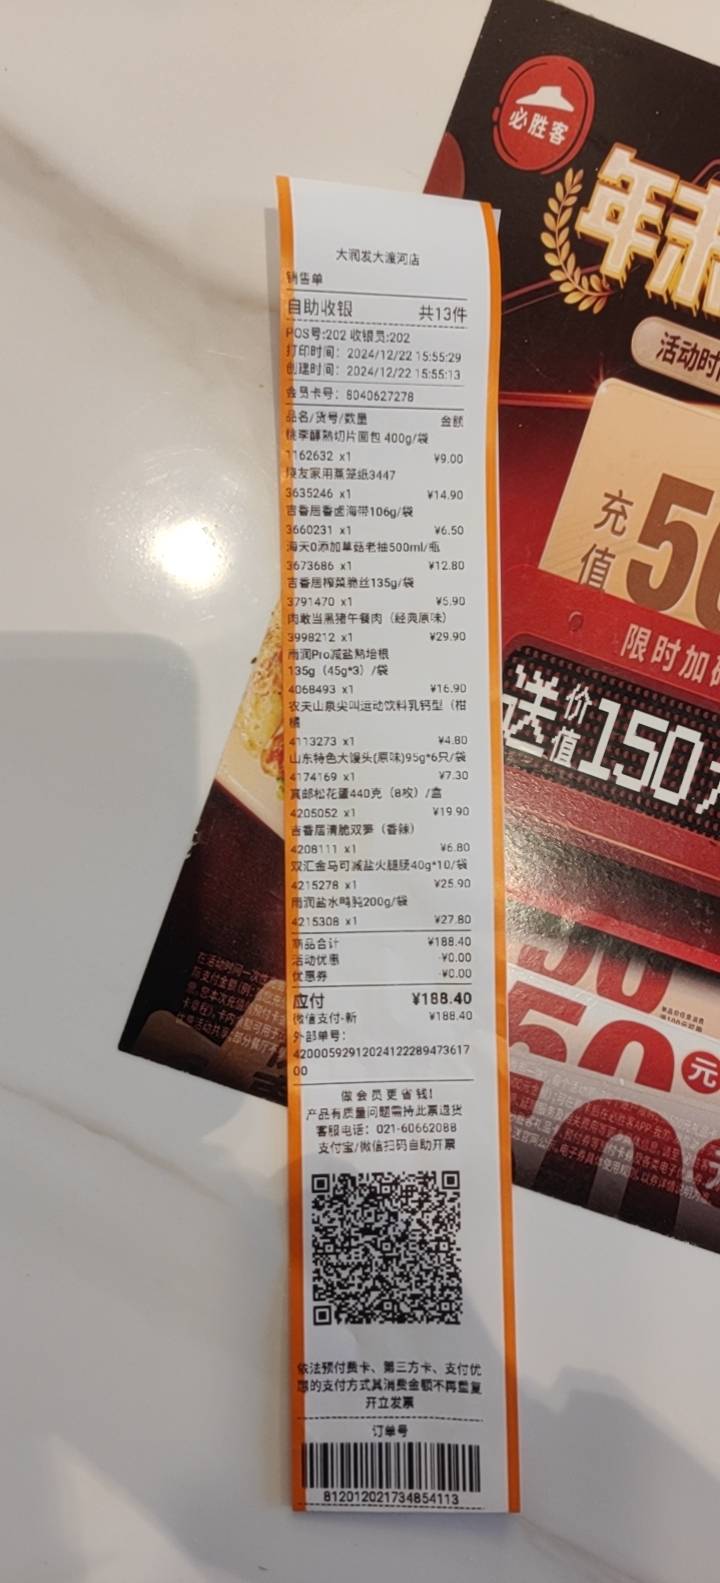 必胜客
年末
活动时
充
值
50
限时加
送
价
值
150
大润发大渡河店
销售单
自助收银 共13件
POS号:202 收银员:202
打印时间: 2024/12/22 15:55:29
创建时间: 2024/12/22 15:55:13
会员卡号: 8040627278
品名/货号/数量 金额
桃李醇熟切片面包 400g/袋
1162632 x1 ¥9.00
家用蒸笼纸3447
3635246 x1 ¥14.90
吉香居香卤海带106g/袋
3660231 x1 ¥6.50
海天0添加草菇老抽500ml/瓶
3673686 x1 ¥12.80
吉香居榨菜脆丝135g/袋
3791470 x1 ¥5.90
肉敢当黑猪午餐肉（经典原味）
3998212 x1 ¥29.90
雨润Pro减盐熟培根
135g（45g*3）/袋
4068493 x1 ¥16.90
农夫山泉尖叫运动饮料乳钙型（柑
橘
4113273 x1 ¥4.80
山东特色大馒头(原味)95g*6只/袋
4174169 x1 ¥7.30
真邮松花蛋440克（8枚）/盒
4205052 x1 ¥19.90
吉香居清脆双笋（香辣）
4208111 x1 ¥6.80
双汇金马可减盐火腿肠40g*10/袋
4215278 x1 ¥25.90
雨润盐水鸭肫200g/袋
4215308 x1 ¥27.80
商品合计 ¥188.40
活动优惠 -¥0.00
优惠券 -¥0.00
应付 ¥188.40
微信支付-新 ¥188.40
外部单号:
42000592912024122289473617
00
做会员更省钱!
产品有质量问题需持此票退货
客服电话: 021-60662088
支付宝/微信扫码自助开票
依法预付费卡、第三方卡、支付优
惠的支付方式其消费金额不再重复
开立发票
订单号
812012021734854113
50
元